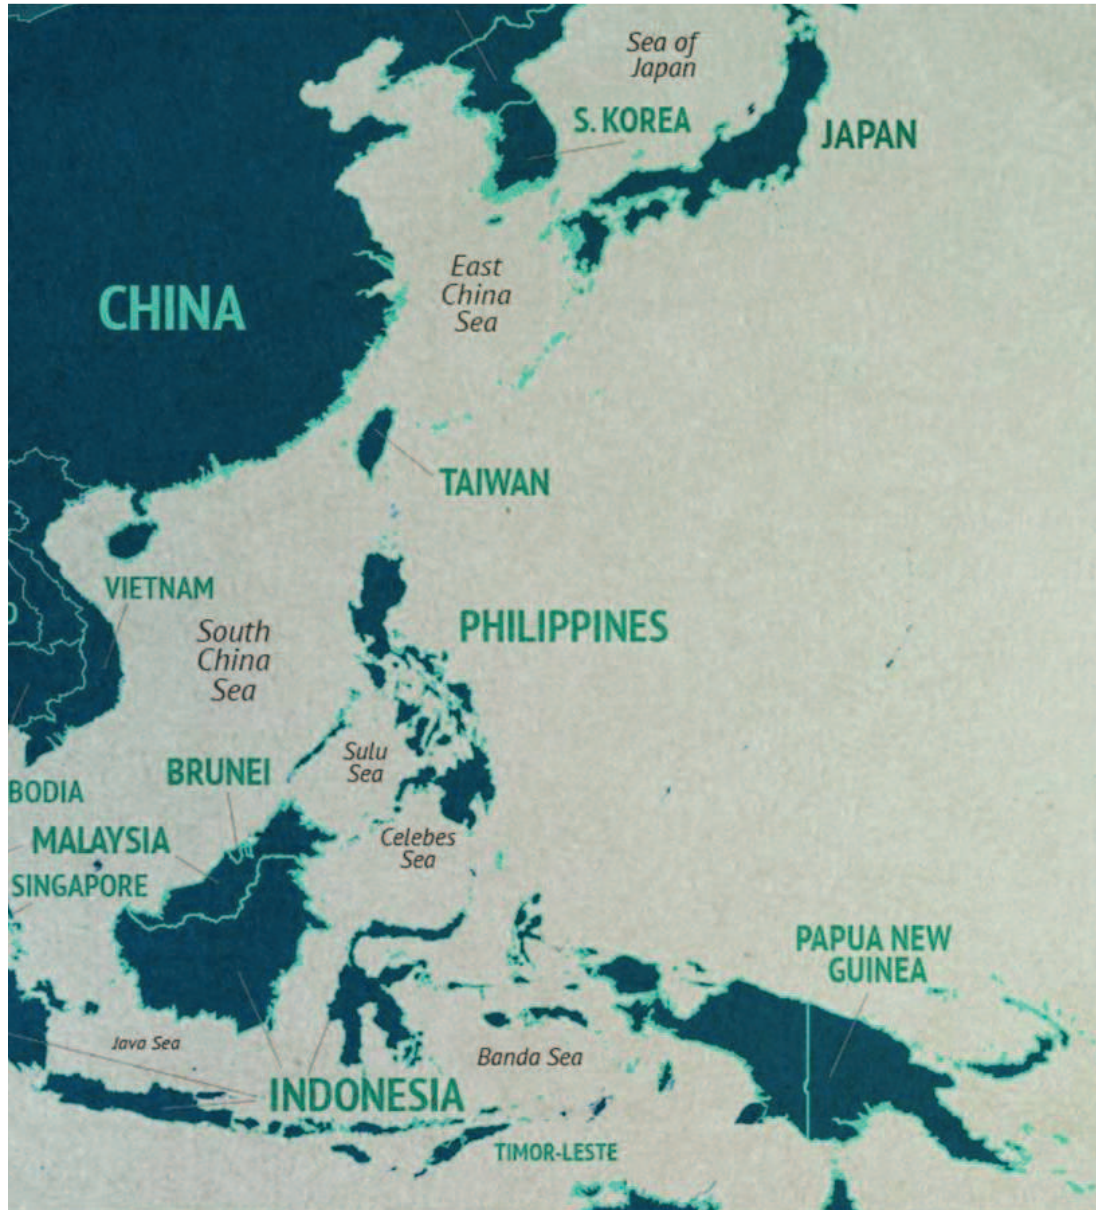 Sea of
Japan
S. KOREA
JAPAN
East
China
Sea
CHINA
TAIWAN
VIETNAM
South
China
Sea
PHILIPPINES
Sulu
Sea
BRUNEI
BODIA
MALAYSIA
Celebes
Sea
SINGAPORE
PAPUA NEW
GUINEA
Java Sea
Banda Sea
INDONESIA
TIMOR-LESTE